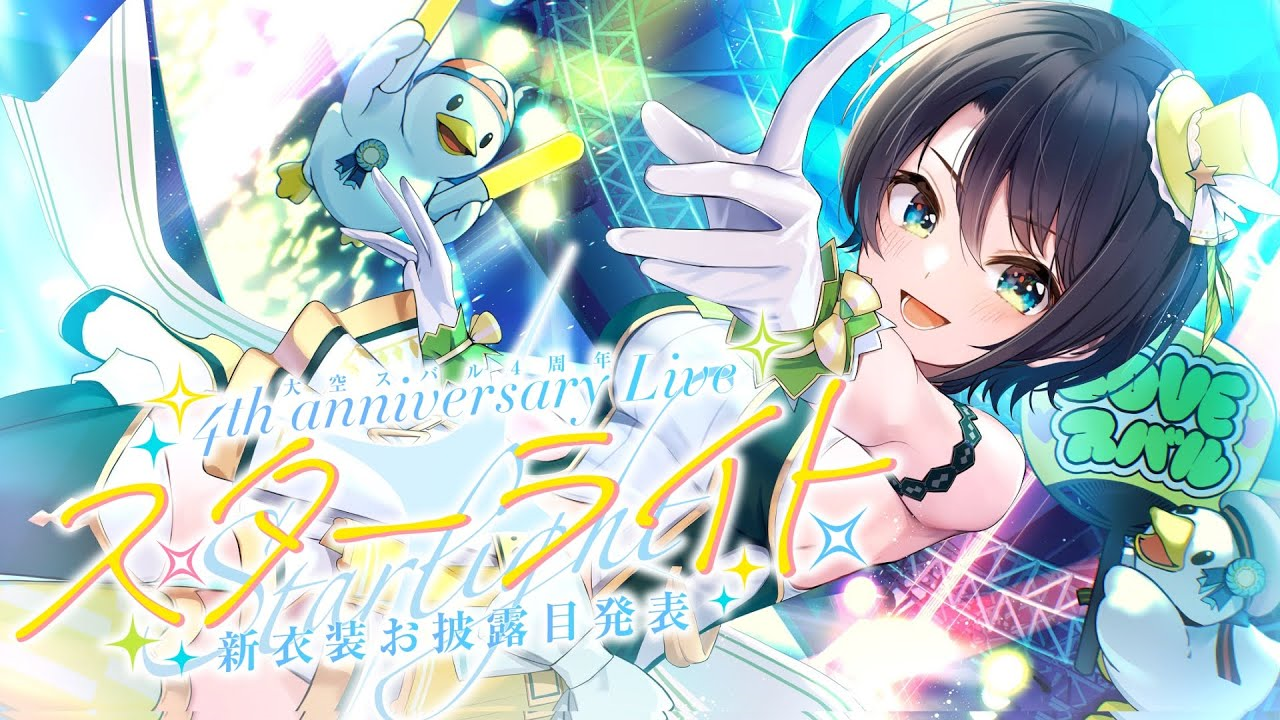 大空スバル4周年
4th anniversary Live
スターライト
Starlight
新衣装お披露目発表
LOVE
スバル